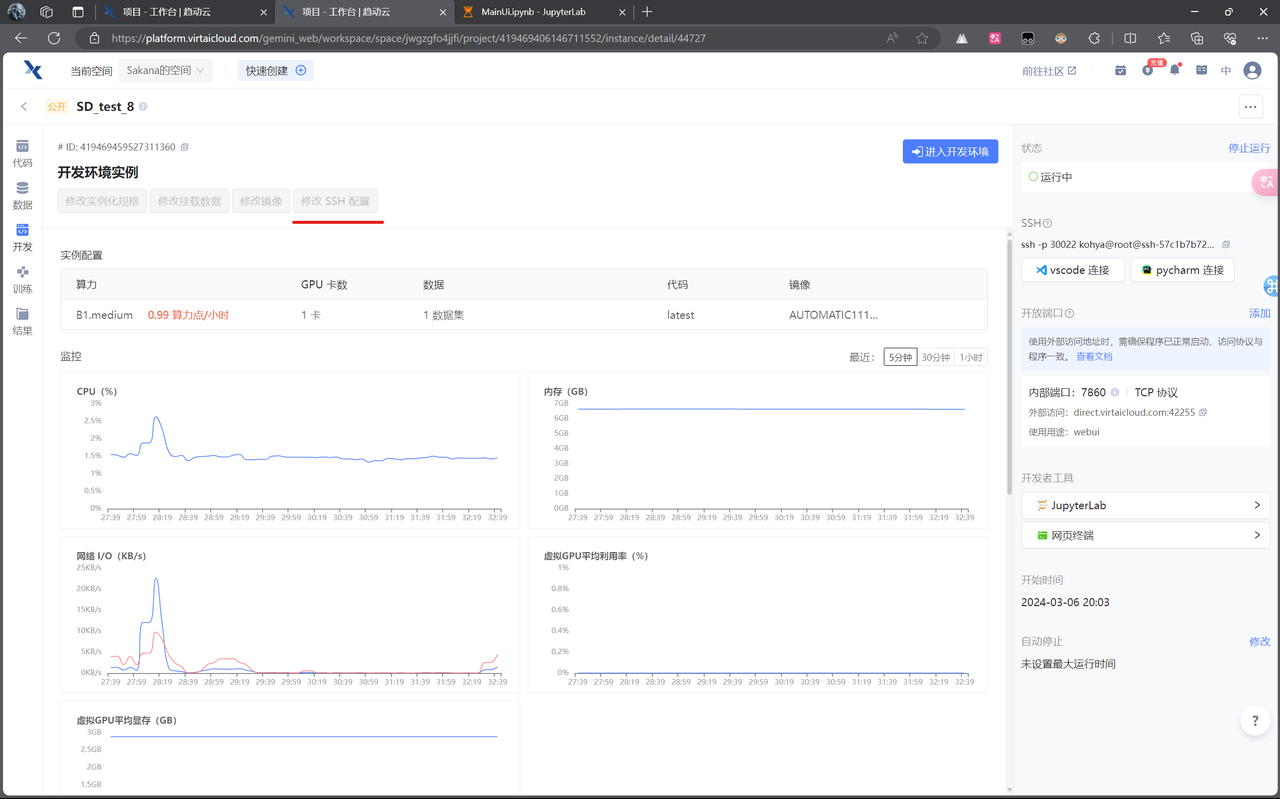 项目 - 工作台 | 趋动云
项目 - 工作台 | 趋动云
MainUi.ipynb - JupyterLab
https://platform.virtaicloud.com/gemini_web/workspace/space/jwgzgfo4jjfi/project/419469406146711552/instance/detail/44727
当前空间
Sakana的空间
快速创建
前往社区
充值
中
公开
SD_test_8
代码
数据
开发
训练
结果
# ID: 419469459527311360
开发环境实例
进入开发环境
修改实例化规格
修改挂载数据
修改镜像
修改 SSH 配置
实例配置
算力 GPU 卡数 数据 代码 镜像
B1.medium 0.99 算力点/小时 1 卡 1 数据集 latest AUTOMATIC111...
监控
最近: 5分钟 30分钟 1小时
CPU（%）
3%
2.5%
2%
1.5%
1%
0.5%
0%
27:39 27:59 28:19 28:39 28:59 29:19 29:39 29:59 30:19 30:39 30:59 31:19 31:39 31:59 32:19 32:39
内存（GB）
7GB
6GB
5GB
4GB
3GB
2GB
1GB
0GB
27:39 27:59 28:19 28:39 28:59 29:19 29:39 29:59 30:19 30:39 30:59 31:19 31:39 31:59 32:19 32:39
网络 I/O（KB/s）
25KB/s
20KB/s
15KB/s
10KB/s
5KB/s
0KB/s
27:39 27:59 28:19 28:39 28:59 29:19 29:39 29:59 30:19 30:39 30:59 31:19 31:39 31:59 32:19 32:39
虚拟GPU平均利用率（%）
1%
0.8%
0.6%
0.4%
0.2%
0%
27:39 27:59 28:19 28:39 28:59 29:19 29:39 29:59 30:19 30:39 30:59 31:19 31:39 31:59 32:19 32:39
虚拟GPU平均显存（GB）
3GB
2.5GB
2GB
1.5GB
状态
停止运行
运行中
SSH
ssh -p 30022 kohya@root@ssh-57c1b7b72...
vscode 连接
pycharm 连接
开放端口
添加
使用外部访问地址时，需确保程序已正常启动、访问协议与
程序一致。 查看文档
内部端口: 7860 TCP 协议
外部访问: direct.virtaicloud.com:42255
使用用途: webui
开发者工具
JupyterLab
网页终端
开始时间
2024-03-06 20:03
自动停止
修改
未设置最大运行时间